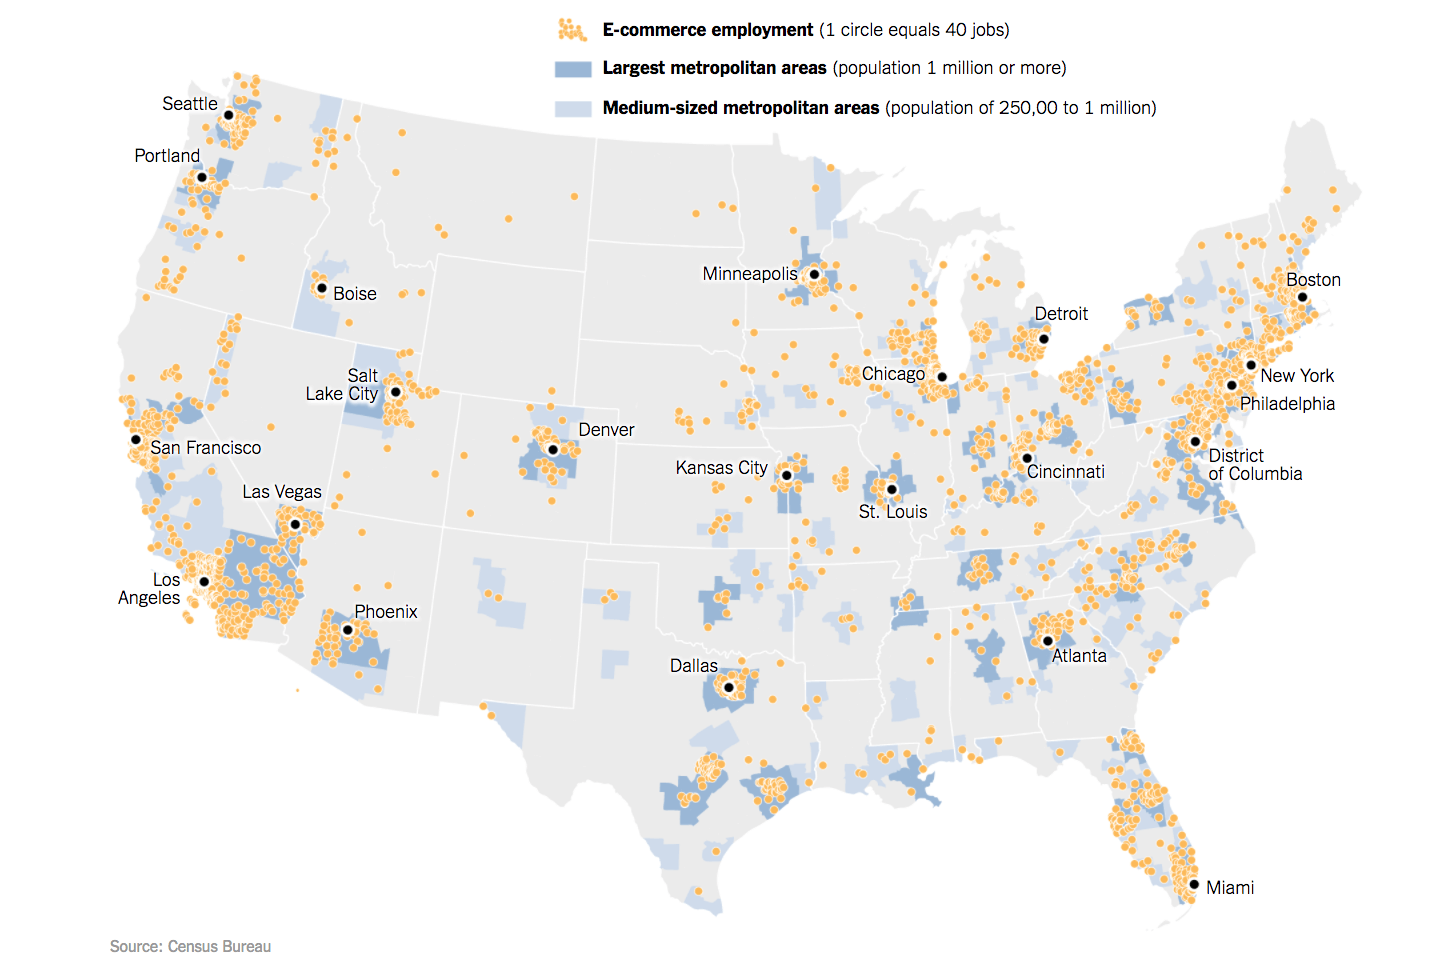 E-commerce employment (1 circle equals 40 jobs)
Largest metropolitan areas (population 1 million or more)
Medium-sized metropolitan areas (population of 250,00 to 1 million)
Seattle
Portland
Boise
Minneapolis
Boston
Detroit
Salt
Lake City
Chicago
New York
Philadelphia
San Francisco
Denver
Kansas City
Cincinnati
District
of Columbia
Las Vegas
St. Louis
Los
Angeles
Phoenix
Dallas
Atlanta
Miami
Source: Census Bureau